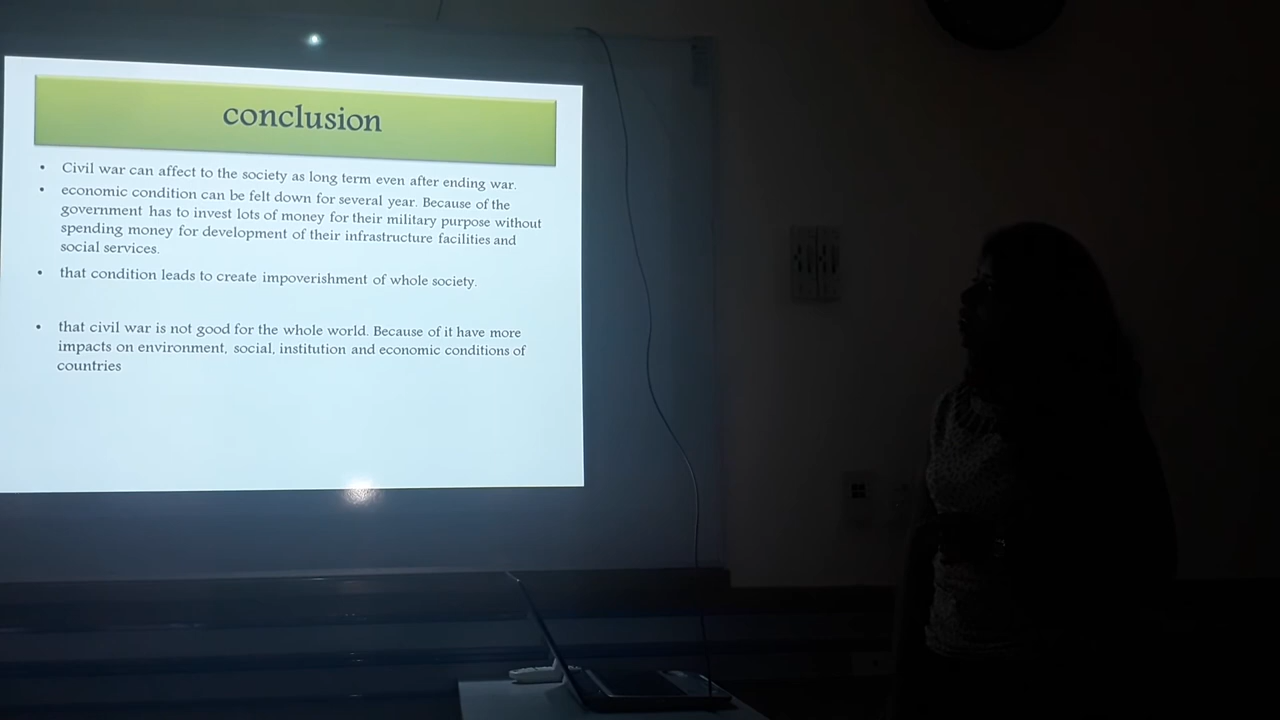 conclusion
• Civil war can affect to the society as long term even after ending war.
• economic condition can be felt down for several year. Because of the
government has to invest lots of money for their military purpose without
spending money for development of their infrastructure facilities and
social services.
• that condition leads to create impoverishment of whole society.
• that civil war is not good for the whole world. Because of it have more
impacts on environment, social, institution and economic conditions of
countries